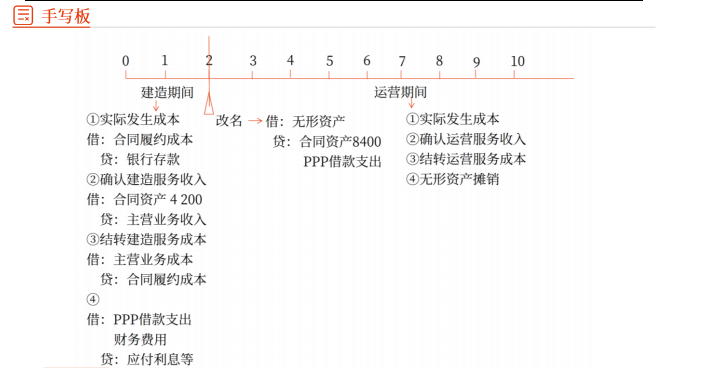 手写板
0 1 2 3 4 5 6 7 8 9 10
建造期间
运营期间
①实际发生成本
借：合同履约成本
贷：银行存款
②确认建造服务收入
借：合同资产 4 200
贷：主营业务收入
③结转建造服务成本
借：主营业务成本
贷：合同履约成本
④
借：PPP借款支出
财务费用
贷：应付利息等
改名 → 借：无形资产
贷：合同资产8400
PPP借款支出
①实际发生成本
②确认运营服务收入
③结转运营服务成本
④无形资产摊销